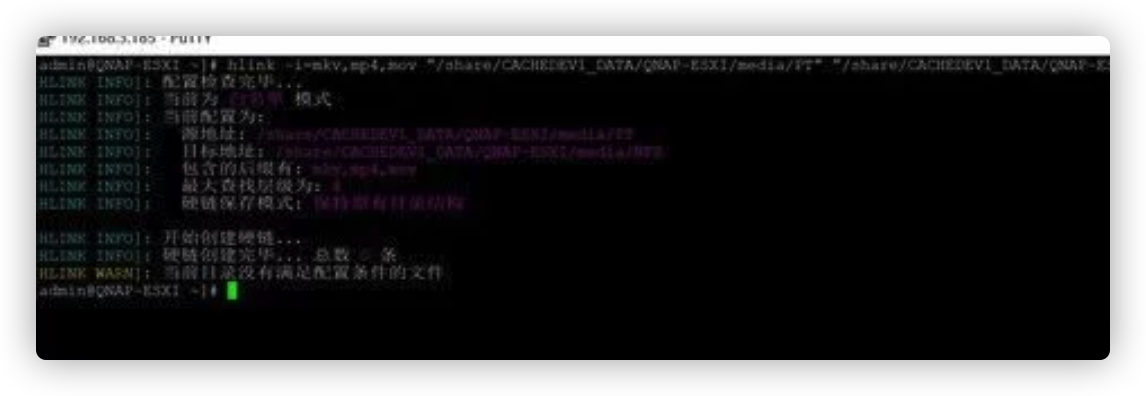 192.168.3.185 - PuTTY
admin@QNAP-ESXI ~]# hlink -i=mkv,mp4,mov "/share/CACHEDEV1_DATA/QNAP-ESXI/media/PT" "/share/CACHEDEV1_DATA/QNAP-ES
HLINK INFO]: 配置检查完毕...
HLINK INFO]: 当前为 白名单 模式
HLINK INFO]: 当前配置为:
HLINK INFO]: 源地址: /share/CACHEDEV1_DATA/QNAP-ESXI/media/PT
HLINK INFO]: 目标地址: /share/CACHEDEV1_DATA/QNAP-ESXI/media/
HLINK INFO]: 包含的后缀有: mkv,mp4,mov
HLINK INFO]: 最大查找层级为: 4
HLINK INFO]: 硬链保存模式: 保持原有目录结构
HLINK INFO]: 开始创建硬链...
HLINK INFO]: 硬链创建完毕... 总数 条
HLINK WARN]: 当前目录没有满足配置条件的文件
admin@QNAP-ESXI ~]#